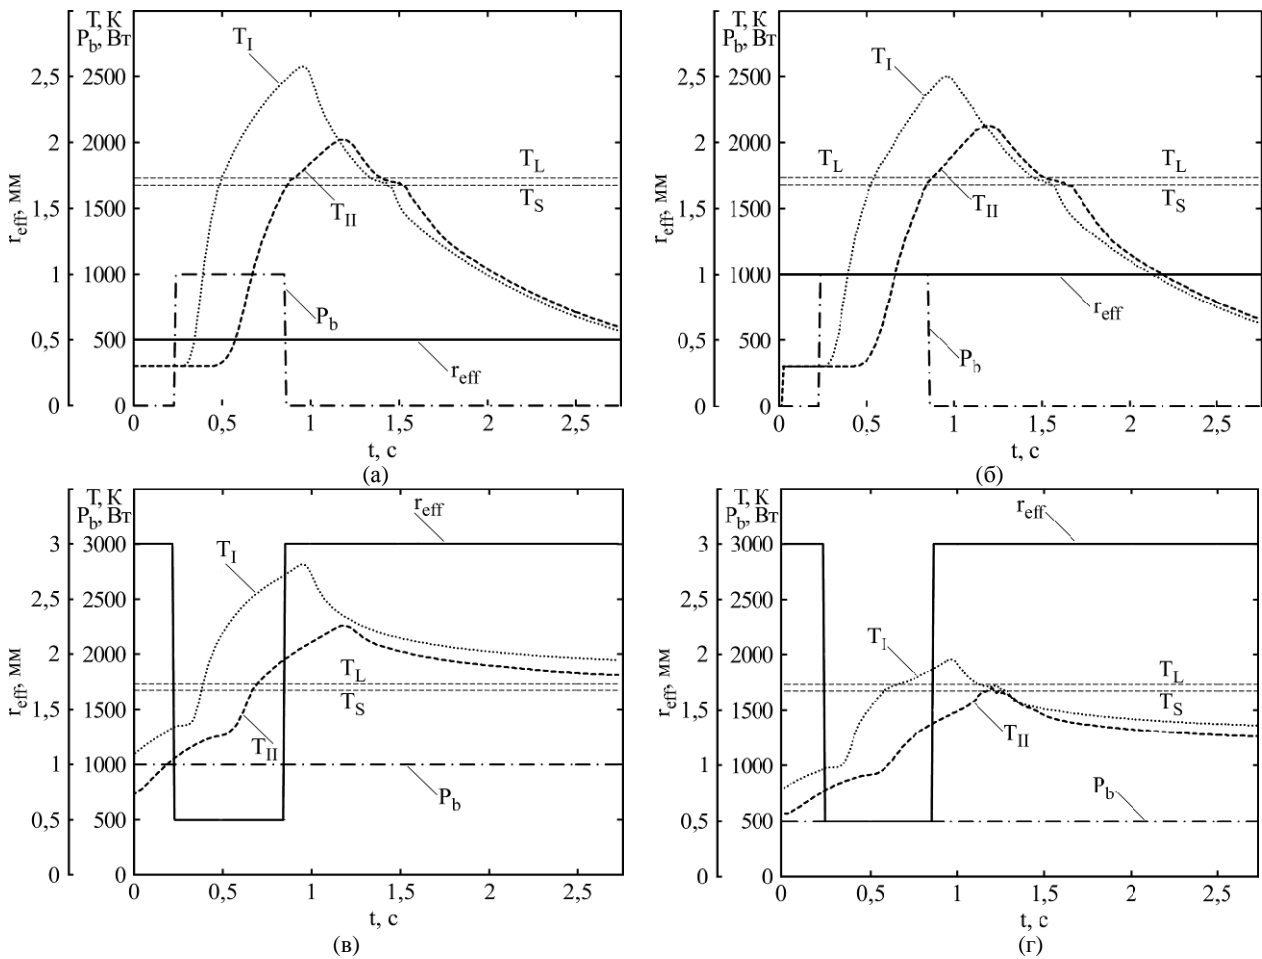 T, К
P_b, Вт
T_I
2,5 2500
2 2000
T_L
T_S
1,5 1500
T_II
r_eff, мм
1 1000
P_b
0,5 500
r_eff
0 0
0 0,5 1 1,5 2 2,5
t, с
(а)
T, К
P_b, Вт
T_I
2,5 2500
2 2000
T_L T_L
T_S
1,5 1500
T_II
r_eff, мм
1 1000
r_eff
0,5 500
P_b
0 0
0 0,5 1 1,5 2 2,5
t, с
(б)
T, К
P_b, Вт
r_eff
3 3000
T_I
2,5 2500
2 2000
T_L
T_S
1,5 1500
r_eff, мм
T_II
1 1000
P_b
0,5 500
0 0
0 0,5 1 1,5 2 2,5
t, с
(в)
T, К
P_b, Вт
r_eff
3 3000
2,5 2500
T_I
2 2000
T_L
T_S
1,5 1500
r_eff, мм
T_II
1 1000
P_b
0,5 500
0 0
0 0,5 1 1,5 2 2,5
t, с
(г)